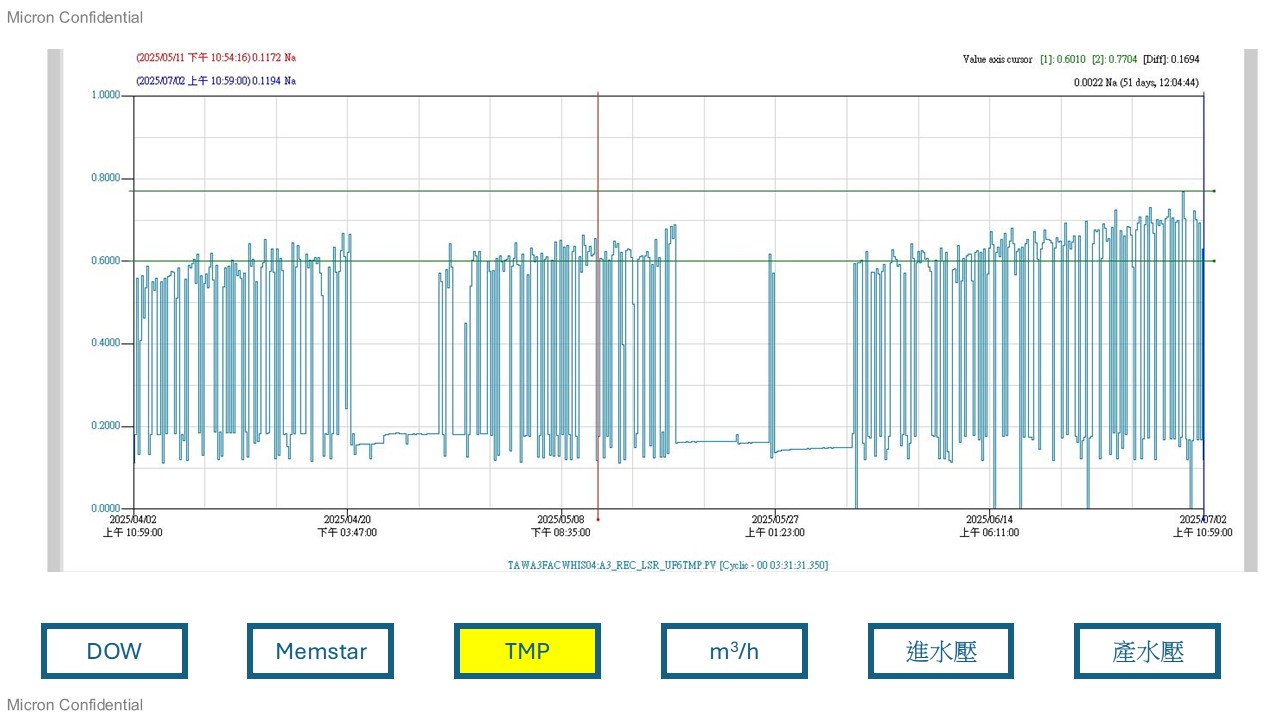 Micron Confidential
(2025/05/11 下午 10:54:16) 0.1172 Na
Value axis cursor [1]: 0.6010 [2]: 0.7704 [Diff]: 0.1694
(2025/07/02 上午 10:59:00) 0.1194 Na
0.0022 Na (51 days, 12:04:44)
1.0000
0.8000
0.6000
0.4000
0.2000
0.0000
2025/04/02 2025/04/20 2025/05/08 2025/05/27 2025/06/14 2025/07/02
上午 10:59:00 下午 03:47:00 下午 08:35:00 上午 01:23:00 上午 06:11:00 上午 10:59:00
TAWA3FACWHIS04:A3_REC_LSR_UF6TMP.PV [Cyclic - 00 03:31:31.350]
DOW Memstar TMP m³/h 進水壓 產水壓
Micron Confidential